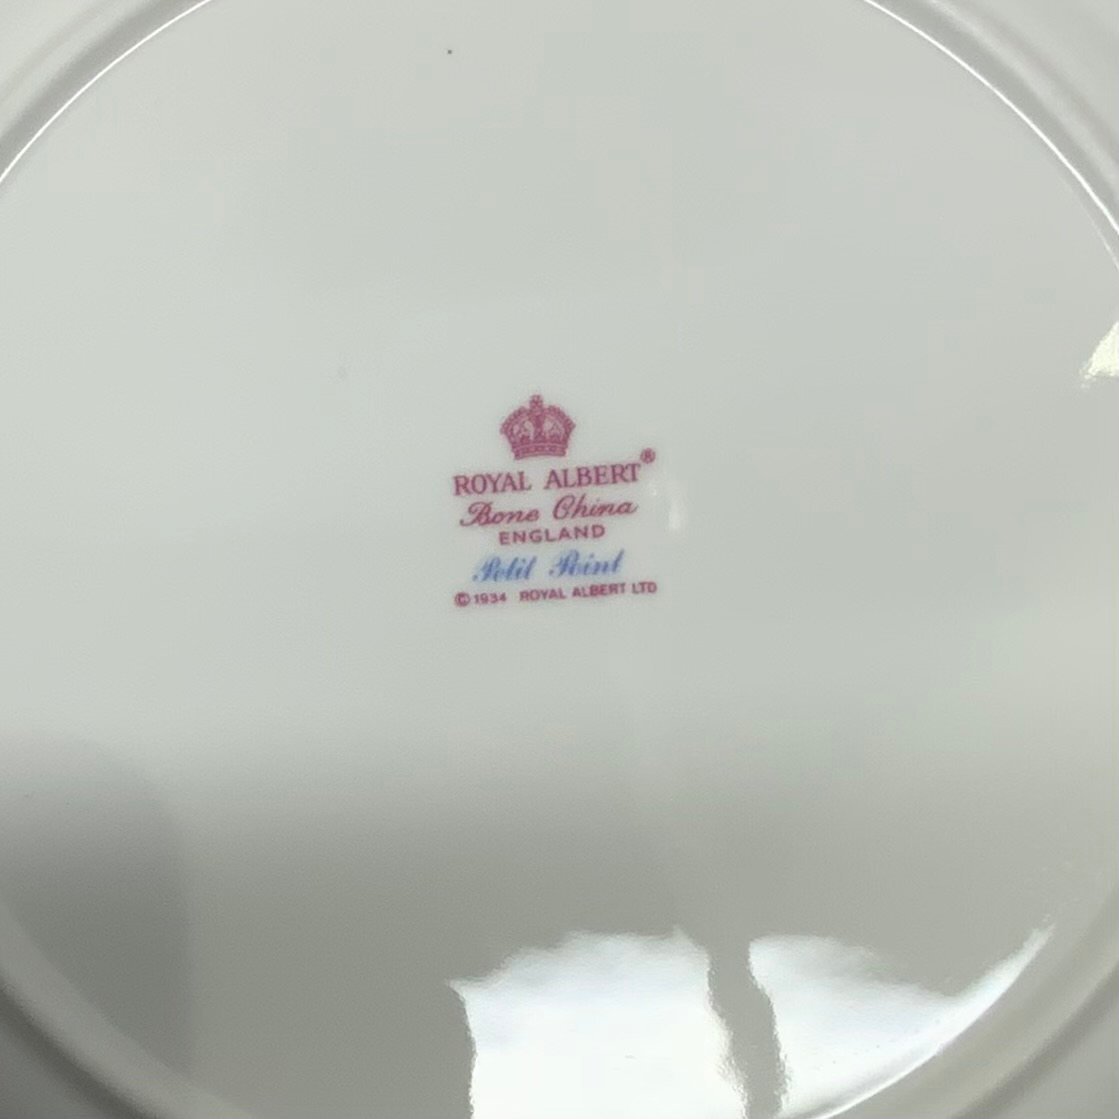 ROYAL ALBERT®
Bone China
ENGLAND
Petit Point
© 1934 ROYAL ALBERT LTD